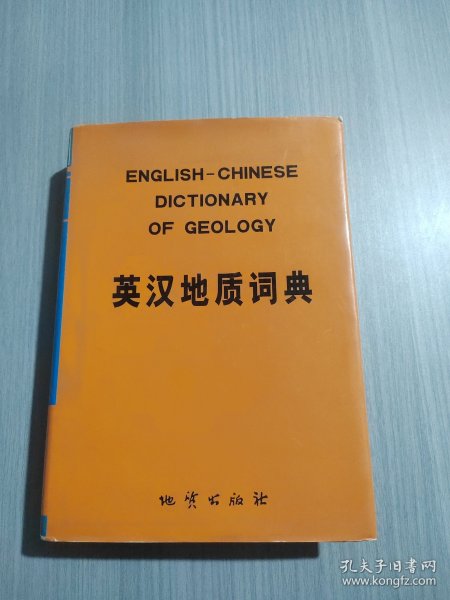 ENGLISH-CHINESE
DICTIONARY
OF GEOLOGY
英汉地质词典
地质出版社
孔夫子旧书网
www.kongfz.com